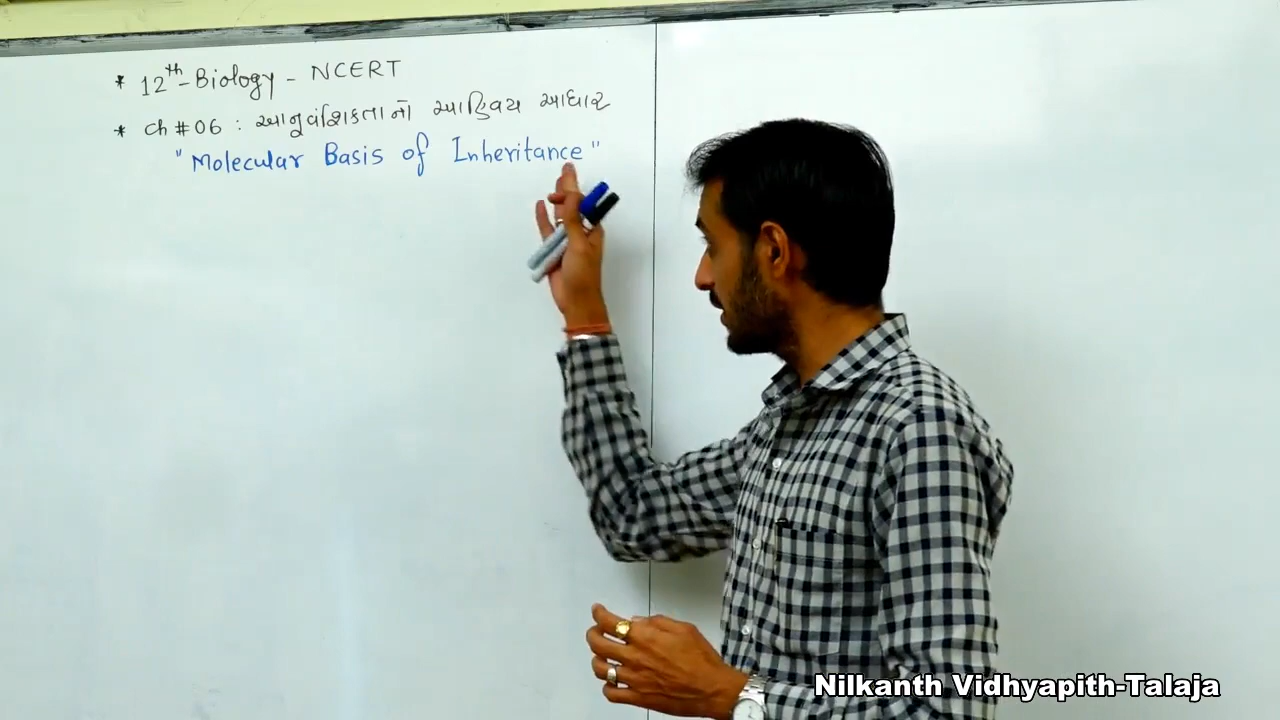 * 12th - Biology - NCERT
* Ch # 06 : આનુવંશિકતાનો આણ્વિય આધાર
"Molecular Basis of Inheritance"
Nilkanth Vidhyapith-Talaja